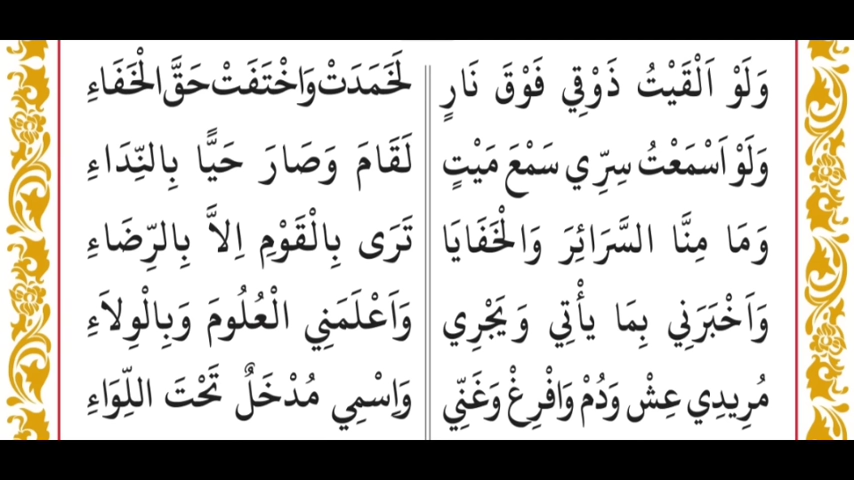 وَلَوْ اَلْقَيْتُ ذَوْقِي فَوْقَ نَارٍ لَخَمَدَتْ وَاخْتَفَتْ حَقَّ الْخَفَاءِ
وَلَوْ اَسْمَعْتُ سِرِّي سَمْعَ مَيْتٍ لَقَامَ وَصَارَ حَيًّا بِالنِّدَاءِ
وَمَا مِنَّا السَّرَائِرَ وَالْخَفَايَا تَرَى بِالْقَوْمِ اِلاَّ بِالرِّضَاءِ
وَاَخْبَرَنِي بِمَا يأْتِي وَيَجْرِي وَاَعْلَمَنِي الْعُلُومَ وَبِالْوِلاَءِ
مُرِيدِي عِشْ وَدُمْ وَافْرِغْ وَغَنِّي وَاِسْمِي مُدْخَلٌ تَحْتَ اللِّوَاءِ